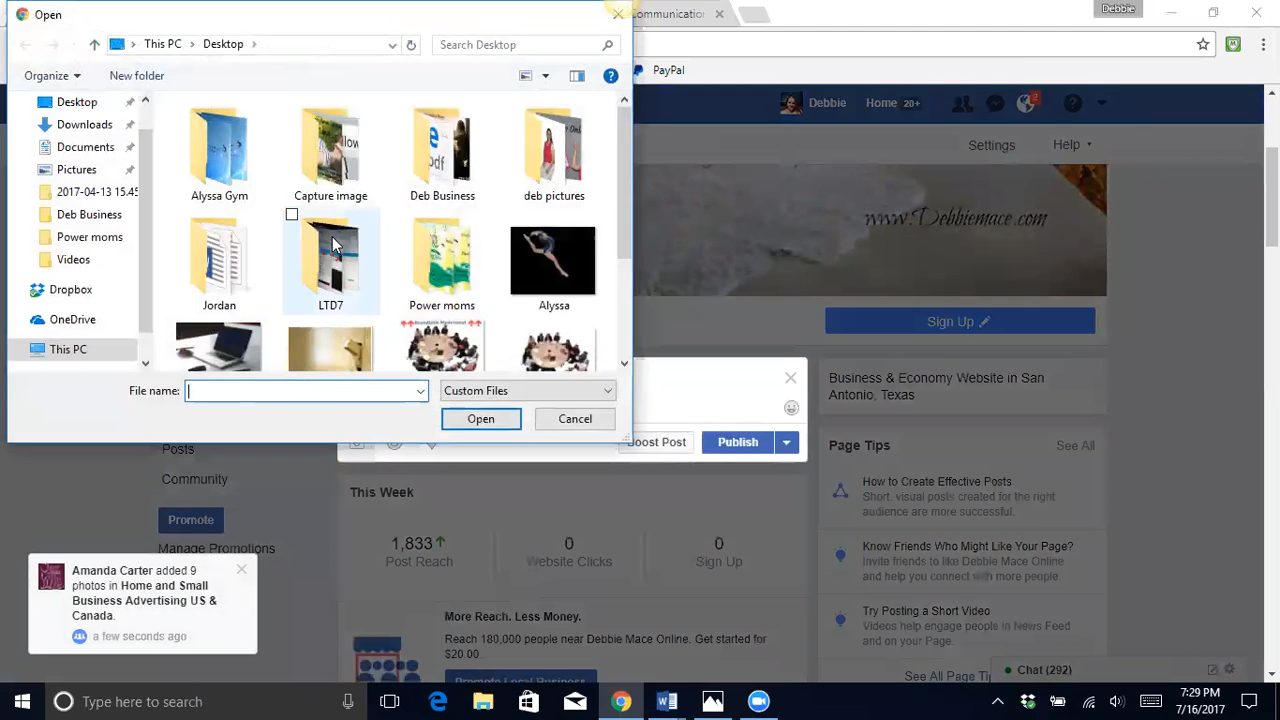 Open
Communication
Debbie
This PC
Desktop
Search Desktop
PayPal
Organize
New folder
Debbie
Home 20+
2
Desktop
Downloads
Documents
Pictures
2017-04-13 15.45
Deb Business
Power moms
Videos
Dropbox
OneDrive
This PC
Alyssa Gym
Capture image
Deb Business
deb pictures
Jordan
LTD7
Power moms
Alyssa
File name:
Custom Files
Open
Cancel
Settings
Help
www.Debbiemace.com
Sign Up
Business & Economy Website in San
Antonio, Texas
Boost Post
Publish
Posts
Community
Promote
Manage Promotions
This Week
1,833
Post Reach
0
Website Clicks
0
Sign Up
More Reach. Less Money.
Reach 180,000 people near Debbie Mace Online. Get started for
$20.00.
Promote Local Business
Page Tips
See All
How to Create Effective Posts
Short, visual posts created for the right
audience are more successful.
Know Friends Who Might Like Your Page?
Invite friends to like Debbie Mace Online
and help you connect with more people.
Try Posting a Short Video
Videos help engage people in News Feed
and on your Page.
See All Page
Chat (292)
Amanda Carter added 9
photos in Home and Small
Business Advertising US &
Canada.
a few seconds ago
Type here to search
7:29 PM
7/16/2017